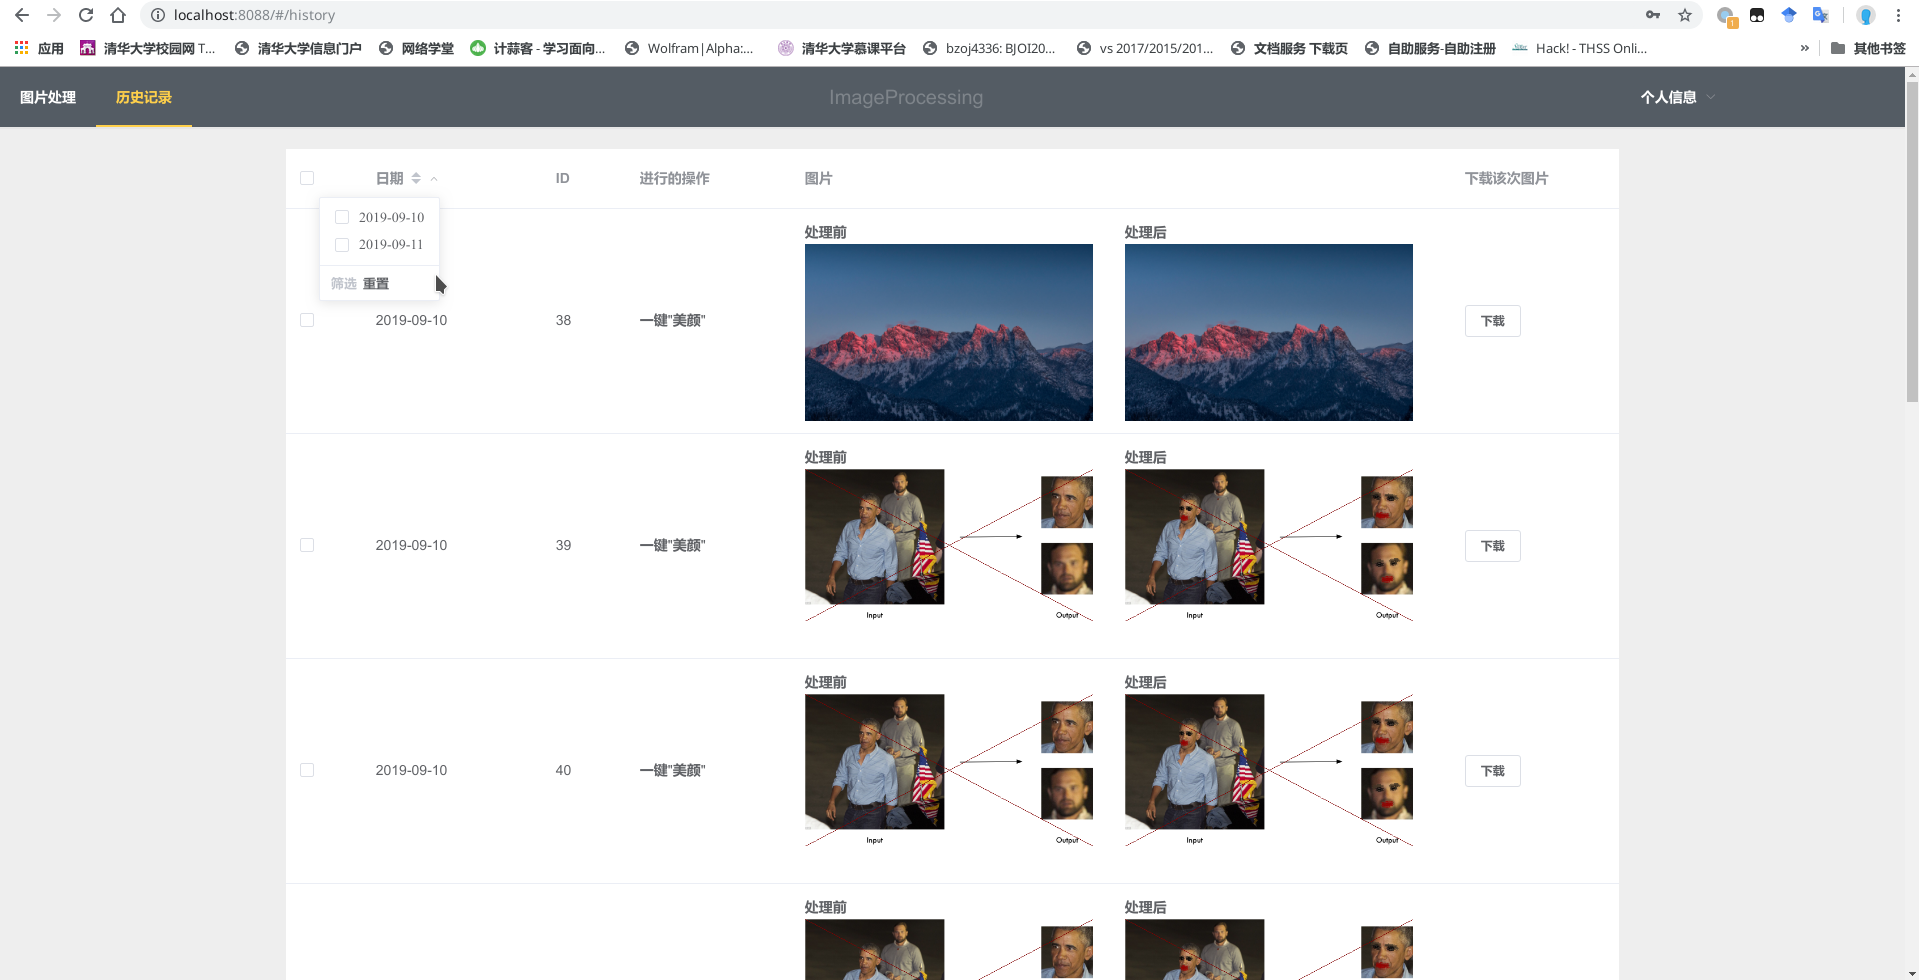 localhost:8088/#/history
应用 清华大学校园网 T... 清华大学信息门户 网络学堂 计蒜客 - 学习面向... Wolfram|Alpha:... 清华大学慕课平台 bzoj4336: BJOI20... vs 2017/2015/201... 文档服务 下载页 自助服务-自助注册 Hack! - THSS Onli... » 其他书签
图片处理 历史记录 ImageProcessing 个人信息
日期 ID 进行的操作 图片 下载该次图片
2019-09-10
2019-09-11
筛选 重置
处理前 处理后
2019-09-10 38 一键"美颜" 下载
处理前 处理后
2019-09-10 39 一键"美颜" 下载
Input Output Input Output
处理前 处理后
2019-09-10 40 一键"美颜" 下载
Input Output Input Output
处理前 处理后